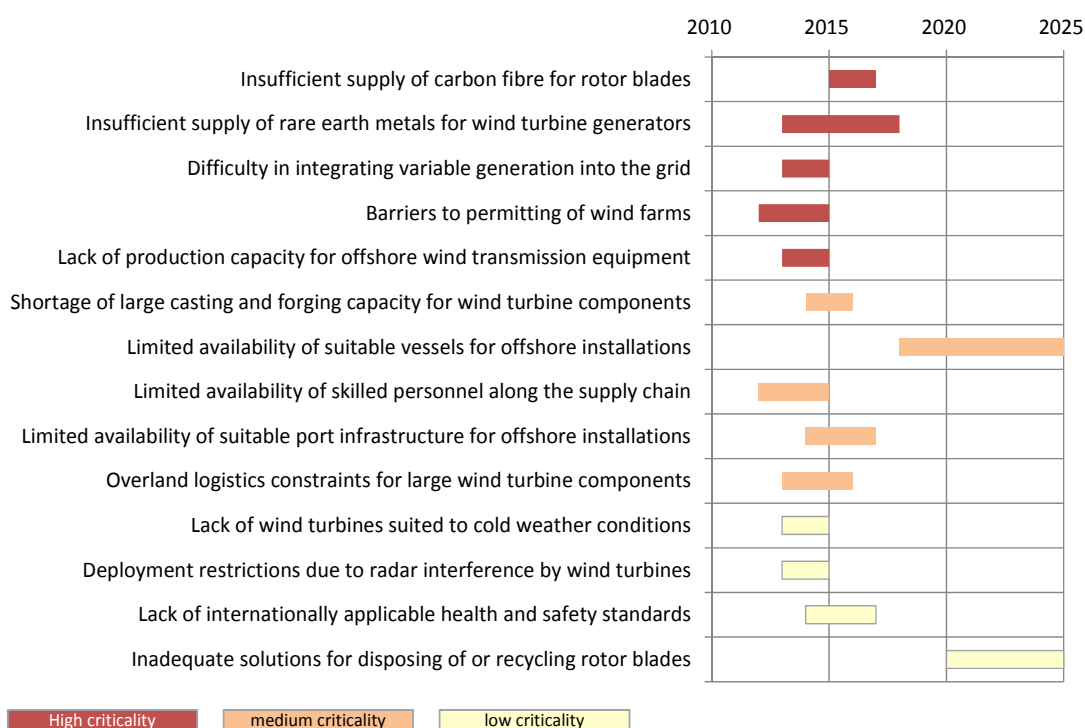 2010 2015 2020 2025
Insufficient supply of carbon fibre for rotor blades
Insufficient supply of rare earth metals for wind turbine generators
Difficulty in integrating variable generation into the grid
Barriers to permitting of wind farms
Lack of production capacity for offshore wind transmission equipment
Shortage of large casting and forging capacity for wind turbine components
Limited availability of suitable vessels for offshore installations
Limited availability of skilled personnel along the supply chain
Limited availability of suitable port infrastructure for offshore installations
Overland logistics constraints for large wind turbine components
Lack of wind turbines suited to cold weather conditions
Deployment restrictions due to radar interference by wind turbines
Lack of internationally applicable health and safety standards
Inadequate solutions for disposing of or recycling rotor blades
High criticality medium criticality low criticality